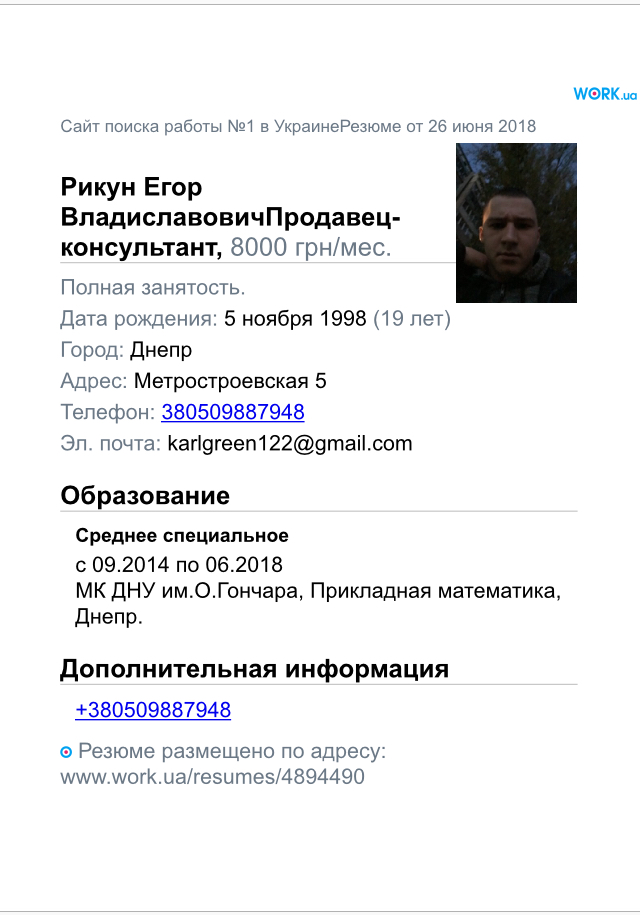 WORK.ua
Сайт поиска работы №1 в УкраинеРезюме от 26 июня 2018
Рикун Егор
ВладиславовичПродавец-
консультант, 8000 грн/мес.
Полная занятость.
Дата рождения: 5 ноября 1998 (19 лет)
Город: Днепр
Адрес: Метростроевская 5
Телефон: 380509887948
Эл. почта: karlgreen122@gmail.com
Образование
Среднее специальное
с 09.2014 по 06.2018
МК ДНУ им.О.Гончара, Прикладная математика,
Днепр.
Дополнительная информация
+380509887948
Резюме размещено по адресу:
www.work.ua/resumes/4894490